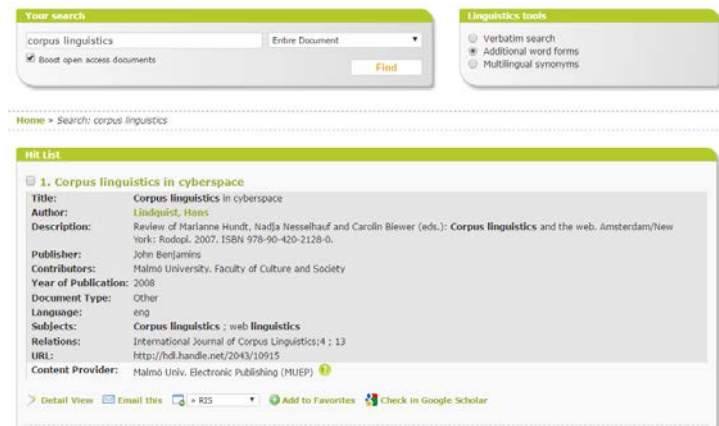 Your search
corpus linguistics
Entire Document
Boost open access documents
Find
Linguistics tools
Verbatim search
Additional word forms
Multilingual synonyms
Home » Search: corpus linguistics
Hit List
1. Corpus linguistics in cyberspace
Title: Corpus linguistics in cyberspace
Author: Lindquist, Hans
Description: Review of Marianne Hundt, Nadja Nesselhauf and Carolin Biewer (eds.): Corpus linguistics and the web. Amsterdam/New
York: Rodopi. 2007. ISBN 978-90-420-2128-0.
Publisher: John Benjamins
Contributors: Malmö University. Faculty of Culture and Society
Year of Publication: 2008
Document Type: Other
Language: eng
Subjects: Corpus linguistics ; web linguistics
Relations: International Journal of Corpus Linguistics;4 ; 13
URL: http://hdl.handle.net/2043/10915
Content Provider: Malmö Univ. Electronic Publishing (MUEP)
Detail View Email this » RIS Add to Favorites Check in Google Scholar